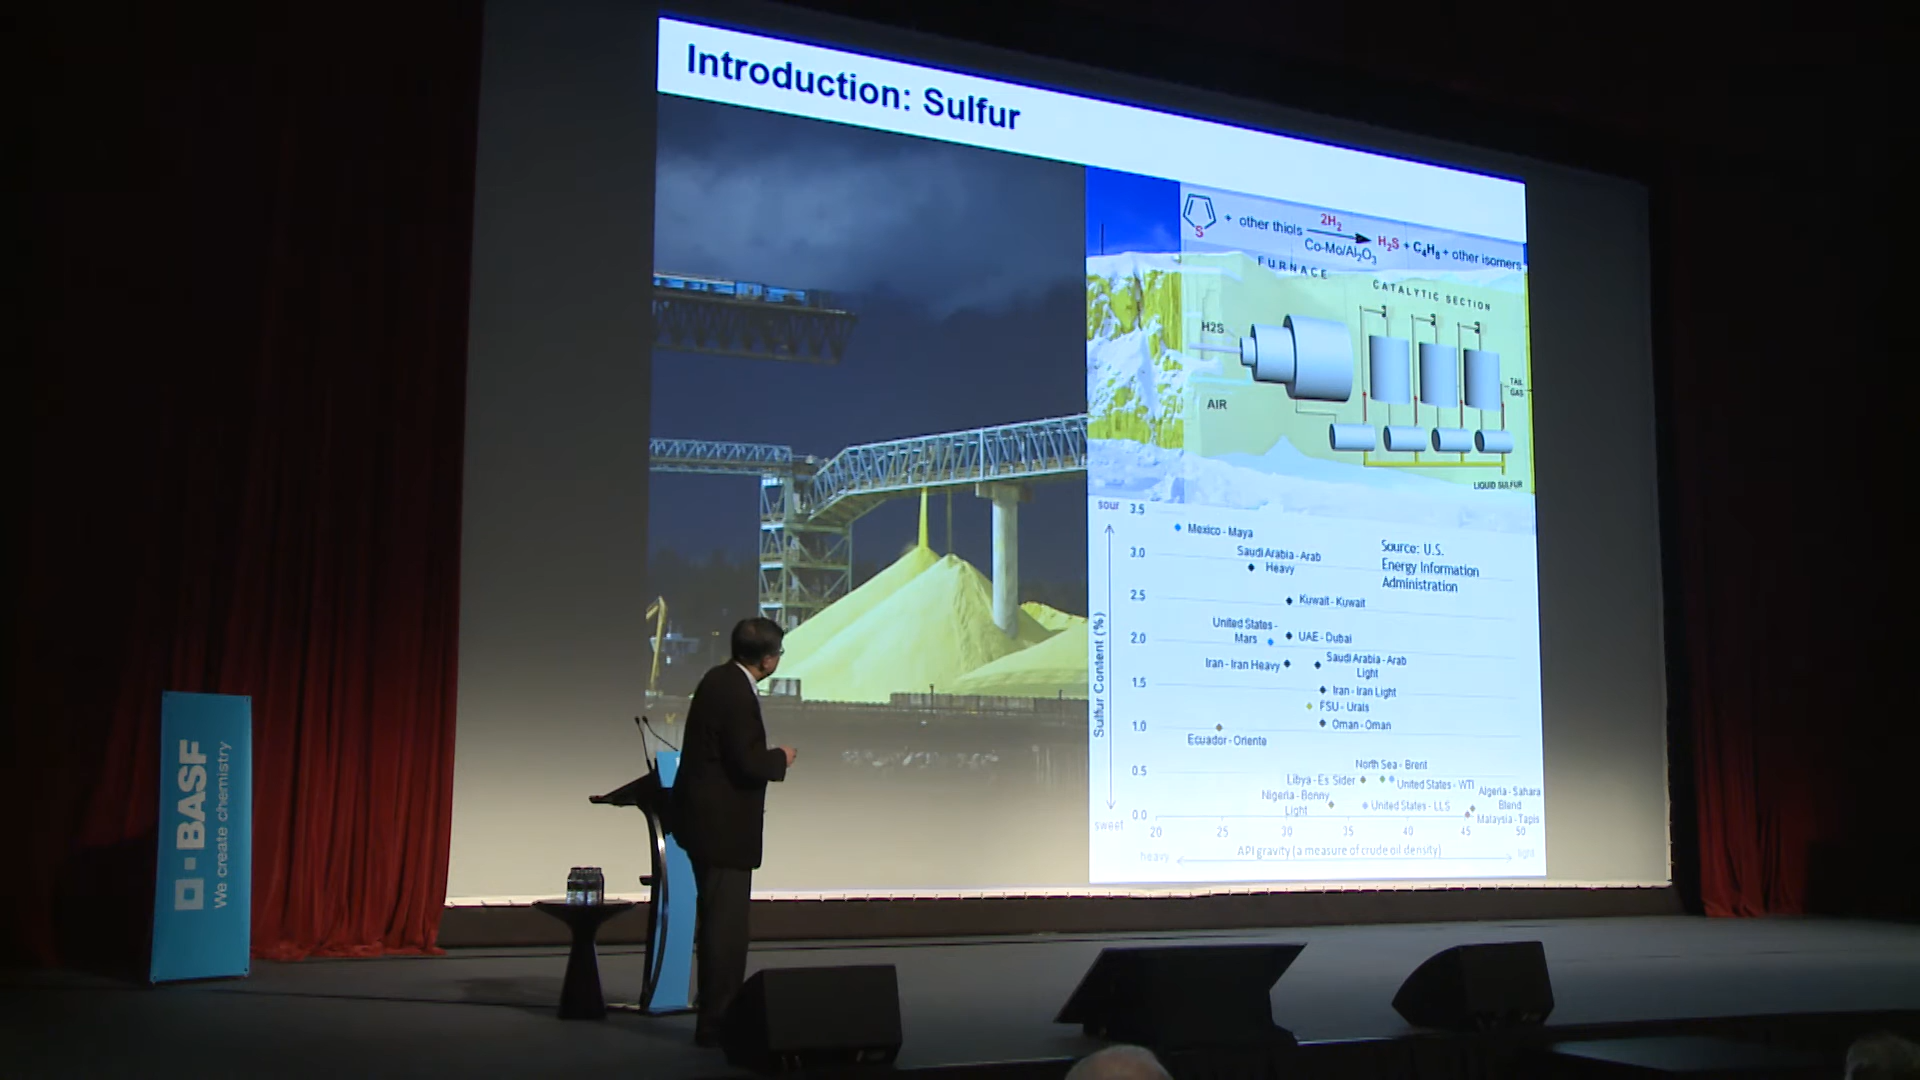 Introduction: Sulfur
S
+ other thiols
2H2
Co-Mo/Al2O3
H2S + C4H8 + other isomers
FURNACE
CATALYTIC SECTION
H2S
AIR
TAIL
GAS
LIQUID SULFUR
sour
3.5
3.0
2.5
2.0
1.5
1.0
0.5
0.0
sweet
Sulfur Content (%)
Mexico - Maya
Saudi Arabia - Arab
Heavy
Source: U.S.
Energy Information
Administration
Kuwait - Kuwait
United States -
Mars
UAE - Dubai
Iran - Iran Heavy
Saudi Arabia - Arab
Light
Iran - Iran Light
FSU - Urals
Oman - Oman
Ecuador - Oriente
North Sea - Brent
Libya - Es Sider
United States - WTI
Nigeria - Bonny
Light
United States - LLS
Algeria - Sahara
Blend
Malaysia - Tapis
20 25 30 35 40 45 50
heavy
API gravity (a measure of crude oil density)
light
BASF
We create chemistry